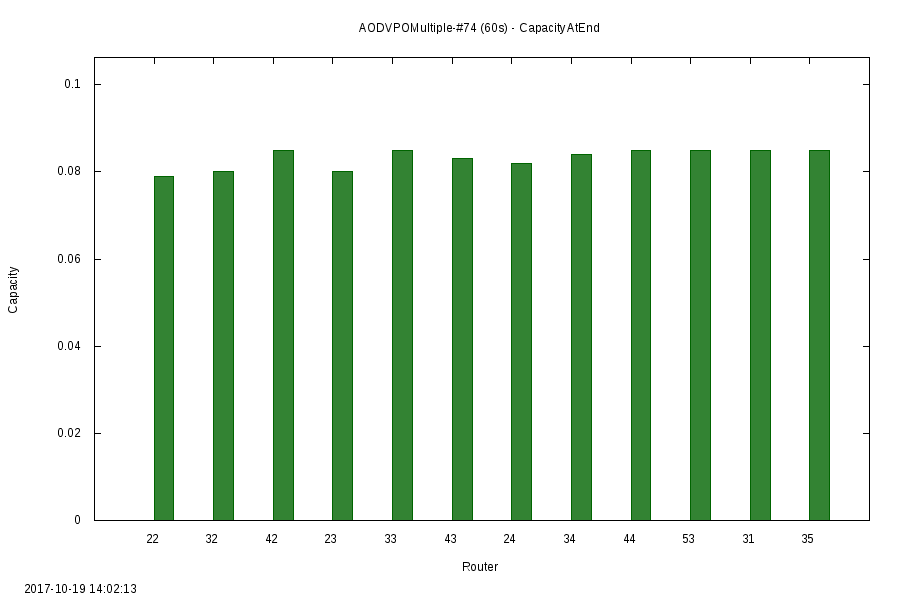 AODVPOMultiple-#74 (60s) - CapacityAtEnd
0.1
0.08
0.06
0.04
0.02
0
Capacity
22 32 42 23 33 43 24 34 44 53 31 35
Router
2017-10-19 14:02:13